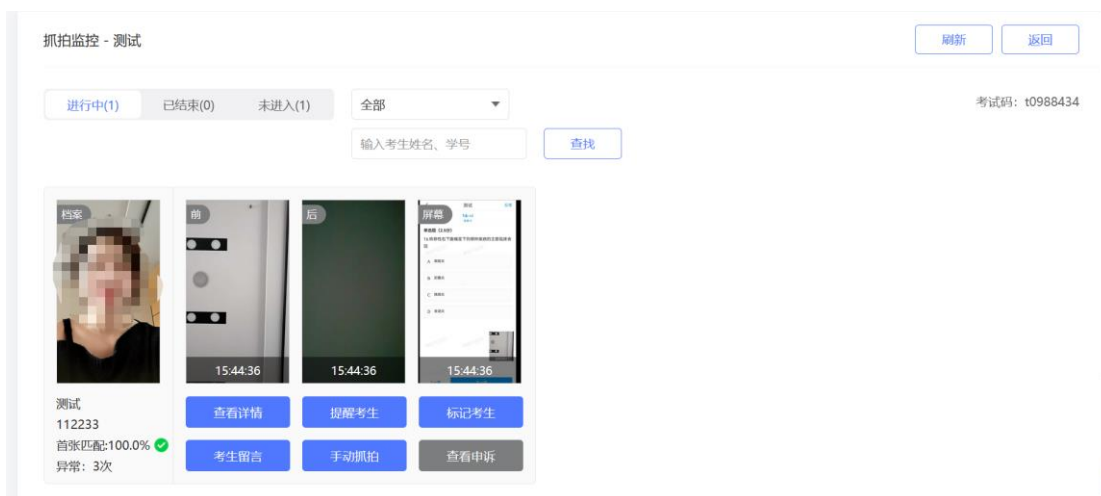 抓拍监控 - 测试
刷新 返回
进行中(1) 已结束(0) 未进入(1) 全部 考试码：t0988434
输入考生姓名、学号 查找
档案 前 后 屏幕
测试
15:44:36 15:44:36 15:44:36
测试
112233
首张匹配:100.0%
异常：3次
查看详情 提醒考生 标记考生
考生留言 手动抓拍 查看申诉